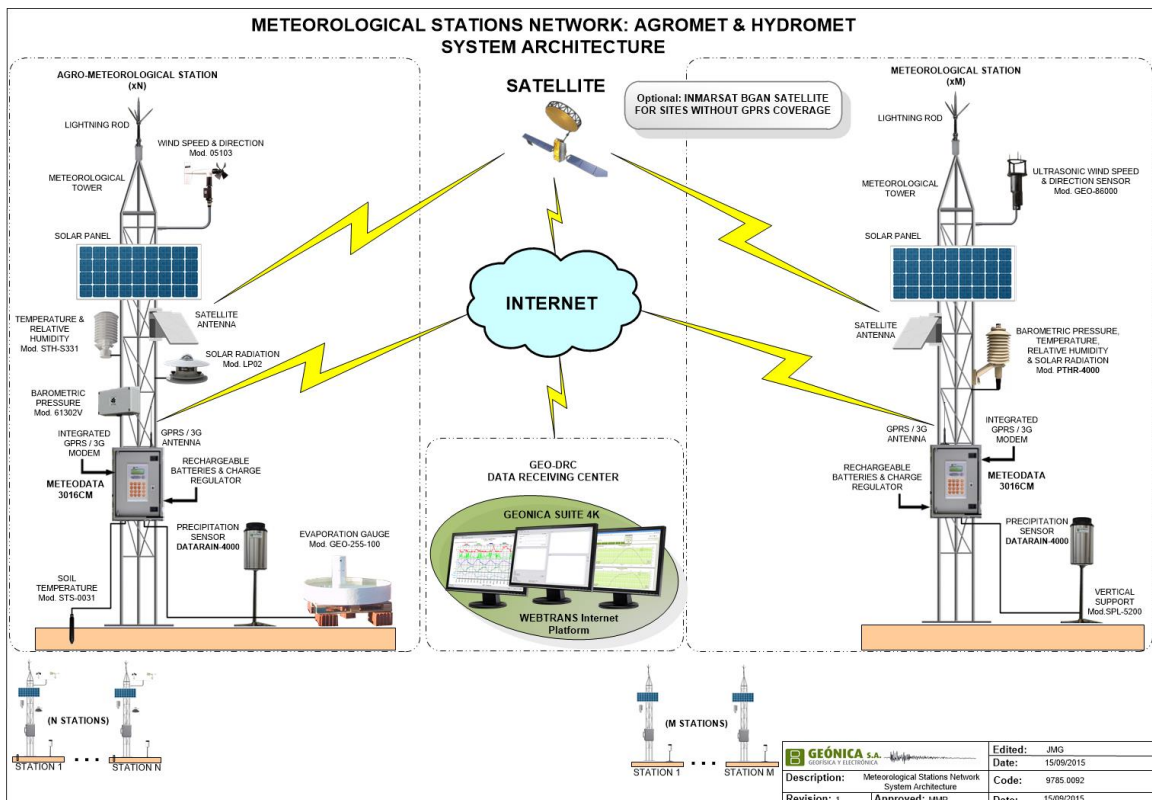 METEOROLOGICAL STATIONS NETWORK: AGROMET & HYDROMET
SYSTEM ARCHITECTURE
AGRO-METEOROLOGICAL STATION
(xN)
LIGHTNING ROD
WIND SPEED & DIRECTION
Mod. 05103
METEOROLOGICAL
TOWER
SOLAR PANEL
SATELLITE
ANTENNA
TEMPERATURE &
RELATIVE
HUMIDITY
Mod. STH-S331
SOLAR RADIATION
Mod. LP02
BAROMETRIC
PRESSURE
Mod. 61302V
INTEGRATED
GPRS / 3G
MODEM
GPRS / 3G
ANTENNA
METEODATA
3016CM
RECHARGEABLE
BATTERIES & CHARGE
REGULATOR
PRECIPITATION
SENSOR
DATARAIN-4000
EVAPORATION GAUGE
Mod. GEO-255-100
SOIL
TEMPERATURE
Mod. STS-0031
SATELLITE
Optional: INMARSAT BGAN SATELLITE
FOR SITES WITHOUT GPRS COVERAGE
INTERNET
GEO-DRC
DATA RECEIVING CENTER
GEONICA SUITE 4K
WEBTRANS Internet
Platform
METEOROLOGICAL STATION
(xM)
LIGHTNING ROD
ULTRASONIC WIND SPEED
& DIRECTION SENSOR
Mod. GEO-86000
METEOROLOGICAL
TOWER
SOLAR PANEL
SATELLITE
ANTENNA
BAROMETRIC PRESSURE,
TEMPERATURE,
RELATIVE HUMIDITY
& SOLAR RADIATION
Mod. PTHR-4000
GPRS / 3G
ANTENNA
INTEGRATED
GPRS / 3G
MODEM
RECHARGEABLE
BATTERIES & CHARGE
REGULATOR
METEODATA
3016CM
PRECIPITATION
SENSOR
DATARAIN-4000
VERTICAL
SUPPORT
Mod.SPL-5200
(N STATIONS)
STATION 1 ... STATION N
(M STATIONS)
STATION 1 ... STATION M
GEÓNICA S.A.
GEOFÍSICA Y ELECTRÓNICA
Edited: JMG
Date: 15/09/2015
Description: Meteorological Stations Network
System Architecture
Code: 9785.0092
Revision: 1 Approved: MMR Date: 15/09/2015